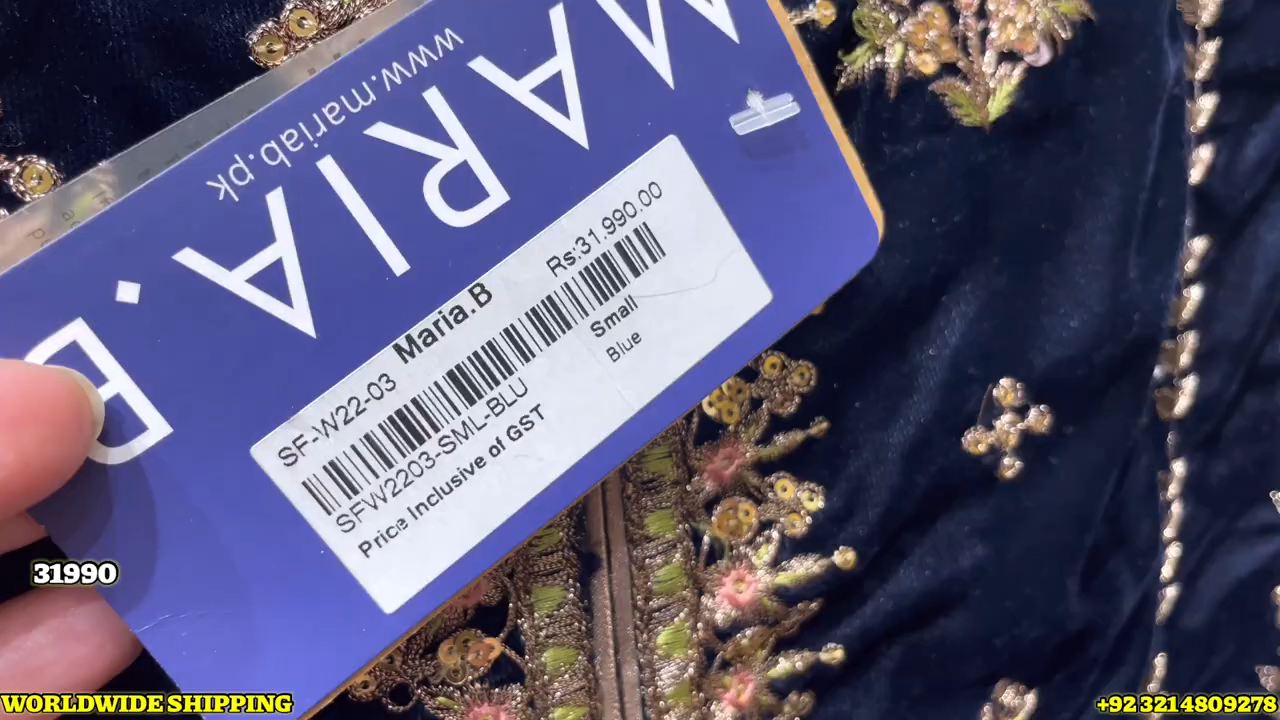 MARIA.B
www.mariab.pk
SF-W22-03 Maria.B Rs:31,990.00
SFW2203-SML-BLU Small
Price Inclusive of GST Blue
31990
WORLDWIDE SHIPPING
+92 3214809278